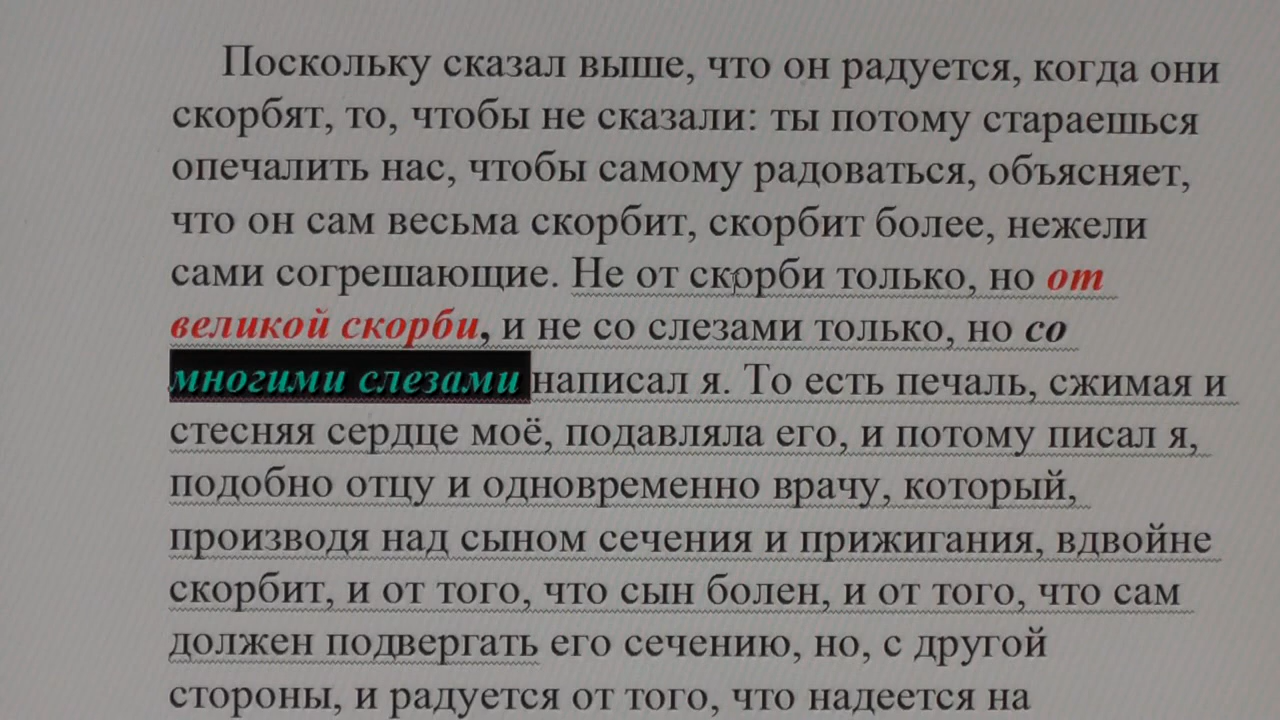 Поскольку сказал выше, что он радуется, когда они
скорбят, то, чтобы не сказали: ты потому стараешься
опечалить нас, чтобы самому радоваться, объясняет,
что он сам весьма скорбит, скорбит более, нежели
сами согрешающие. Не от скорби только, но от
великой скорби, и не со слезами только, но со
многими слезами написал я. То есть печаль, сжимая и
стесняя сердце моё, подавляла его, и потому писал я,
подобно отцу и одновременно врачу, который,
производя над сыном сечения и прижигания, вдвойне
скорбит, и от того, что сын болен, и от того, что сам
должен подвергать его сечению, но, с другой
стороны, и радуется от того, что надеется на